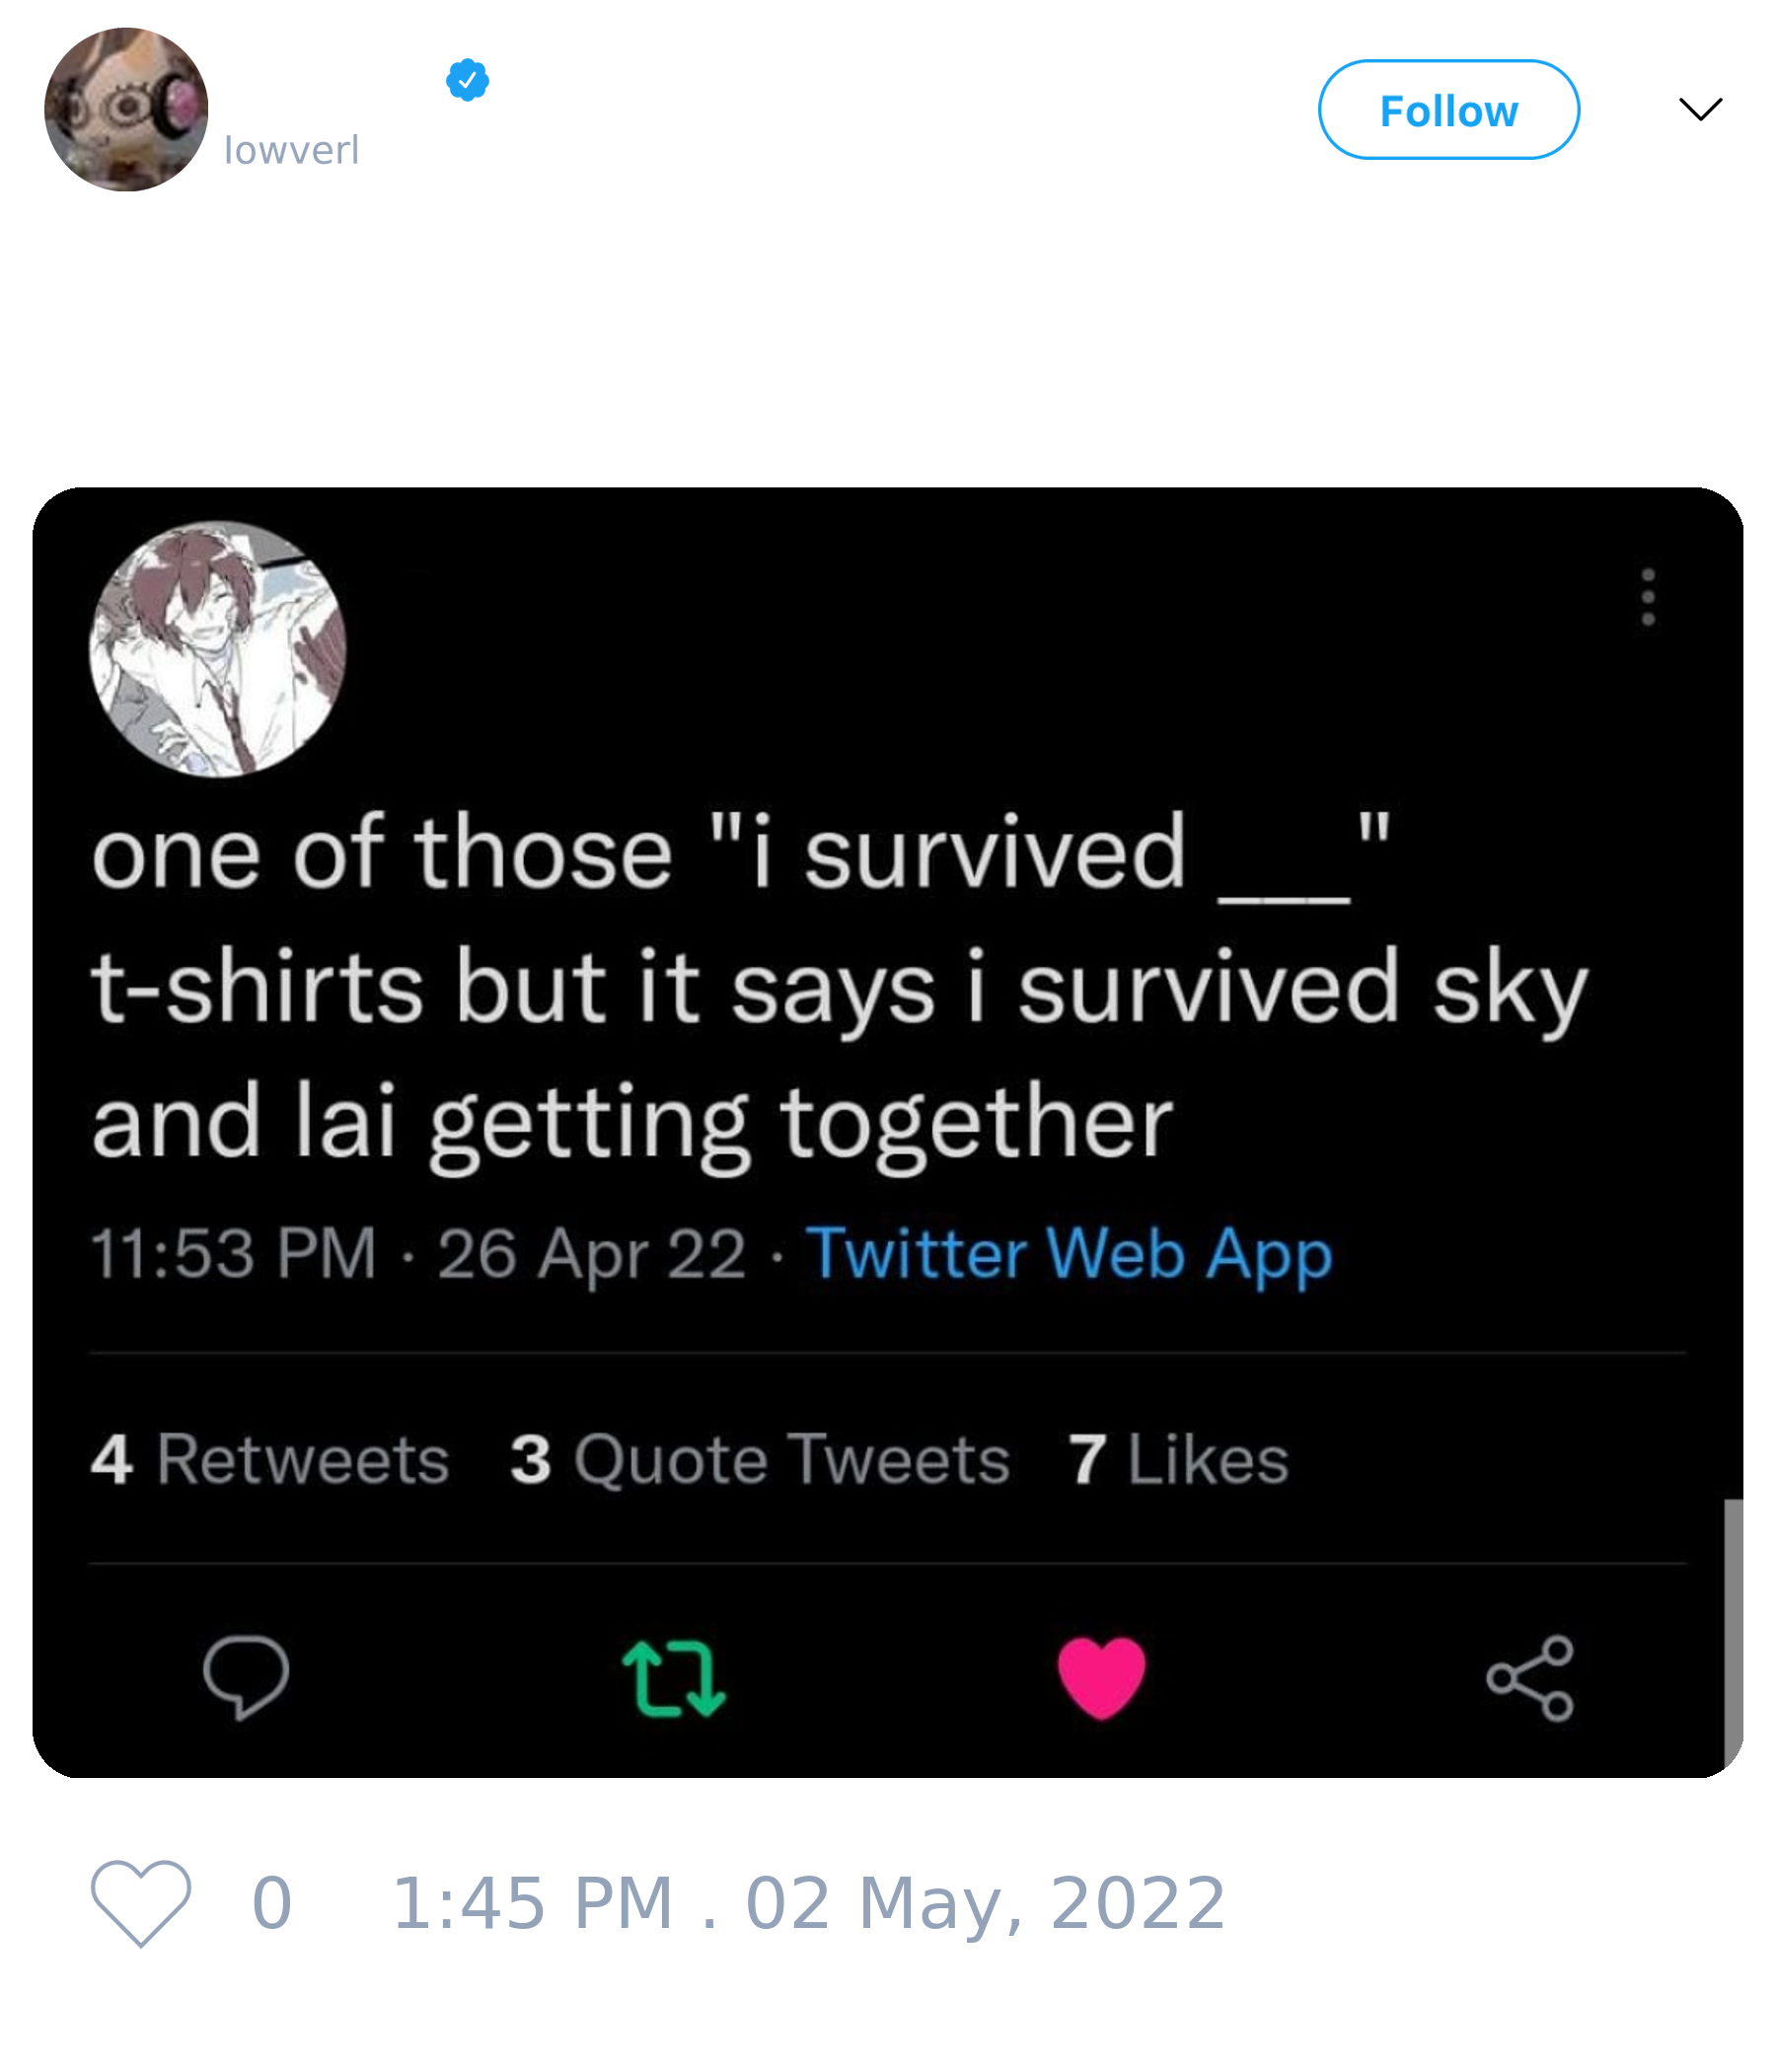 lowverl
Follow
one of those "i survived ___"
t-shirts but it says i survived sky
and lai getting together
11:53 PM · 26 Apr 22 · Twitter Web App
4 Retweets 3 Quote Tweets 7 Likes
0 1:45 PM . 02 May, 2022